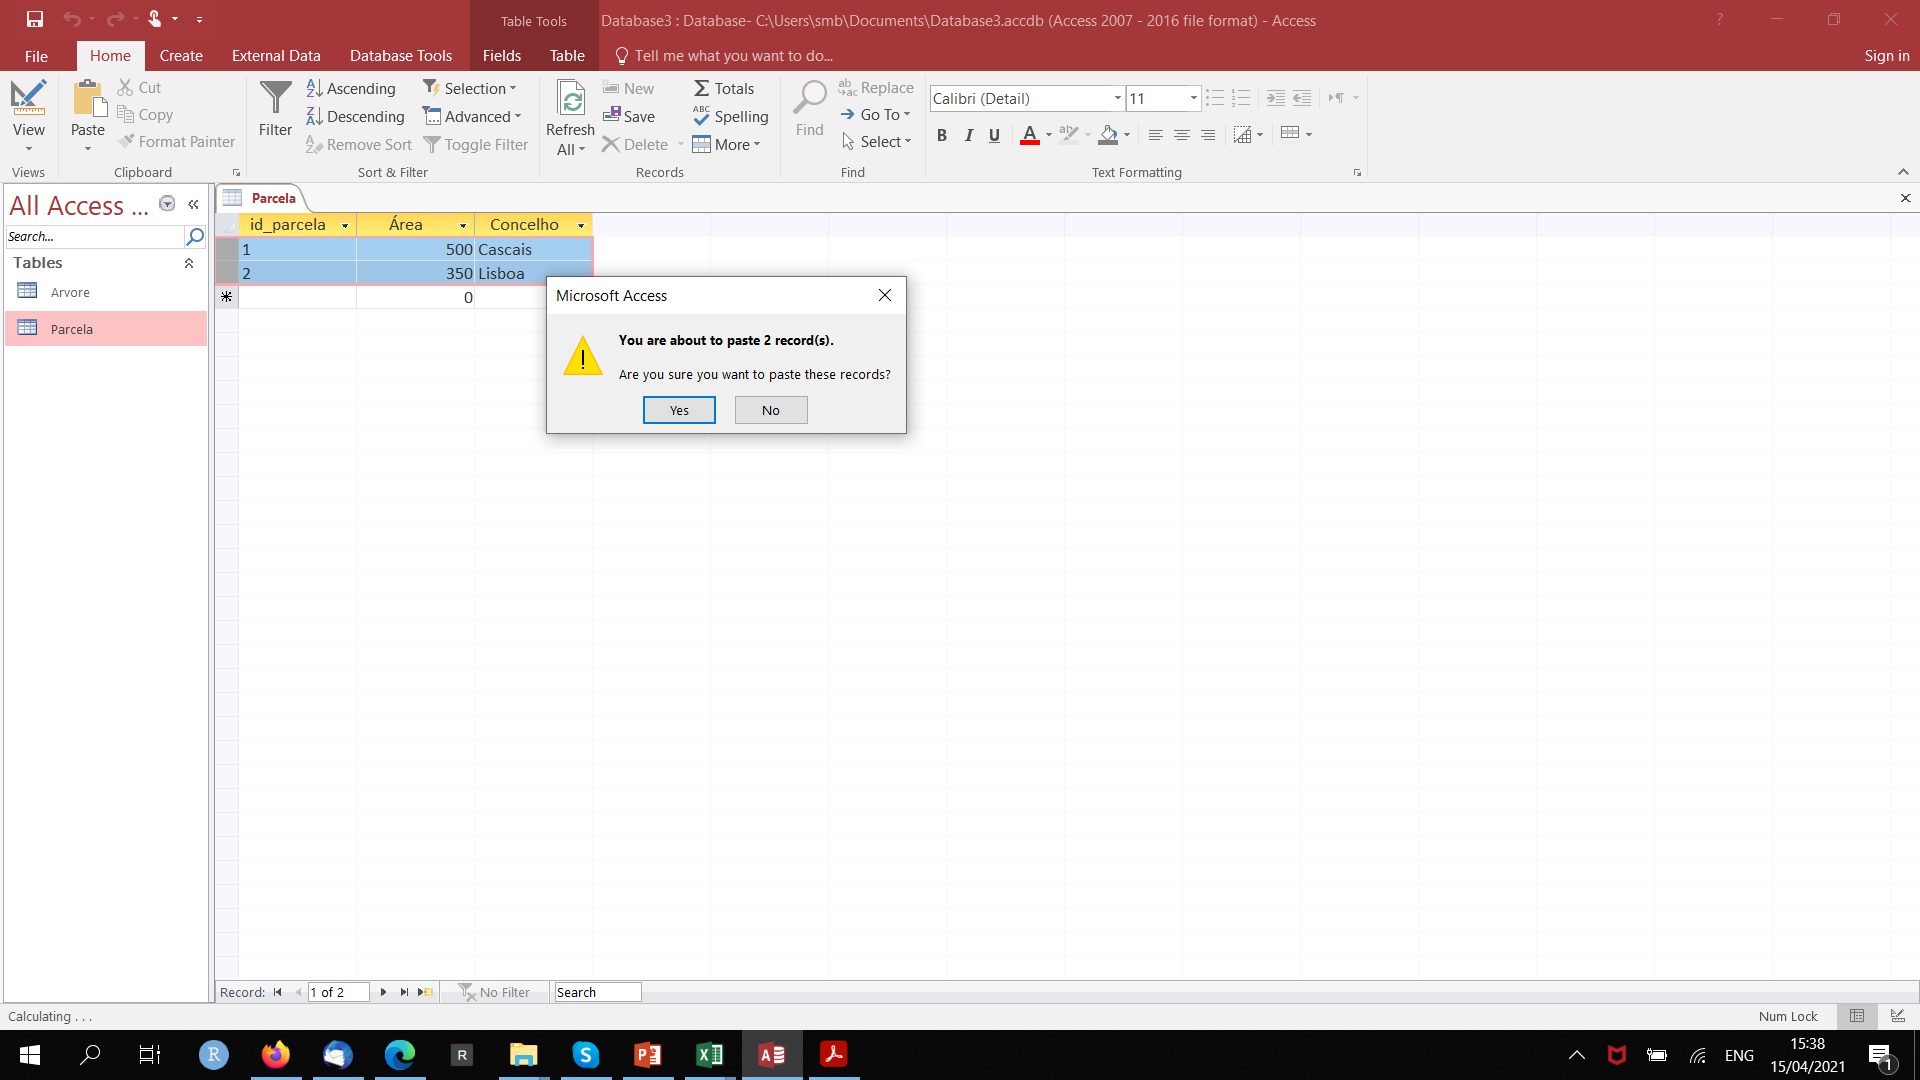 Table Tools
Database3 : Database- C:\Users\smb\Documents\Database3.accdb (Access 2007 - 2016 file format) - Access
?
File
Home
Create
External Data
Database Tools
Fields
Table
Tell me what you want to do...
Sign in
View
Views
Paste
Cut
Copy
Format Painter
Clipboard
Filter
Ascending
Descending
Remove Sort
Selection
Advanced
Toggle Filter
Sort & Filter
Refresh
All
New
Save
Delete
Totals
Spelling
More
Records
Find
Replace
Go To
Select
Find
Calibri (Detail)
11
B I U A
Text Formatting
All Access ...
Search...
Tables
Arvore
Parcela
Parcela
id_parcela Área Concelho
1 500 Cascais
2 350 Lisboa
0
Microsoft Access
You are about to paste 2 record(s).
Are you sure you want to paste these records?
Yes
No
Record:
1 of 2
No Filter
Search
Calculating . . .
Num Lock
ENG
15:38
15/04/2021
1